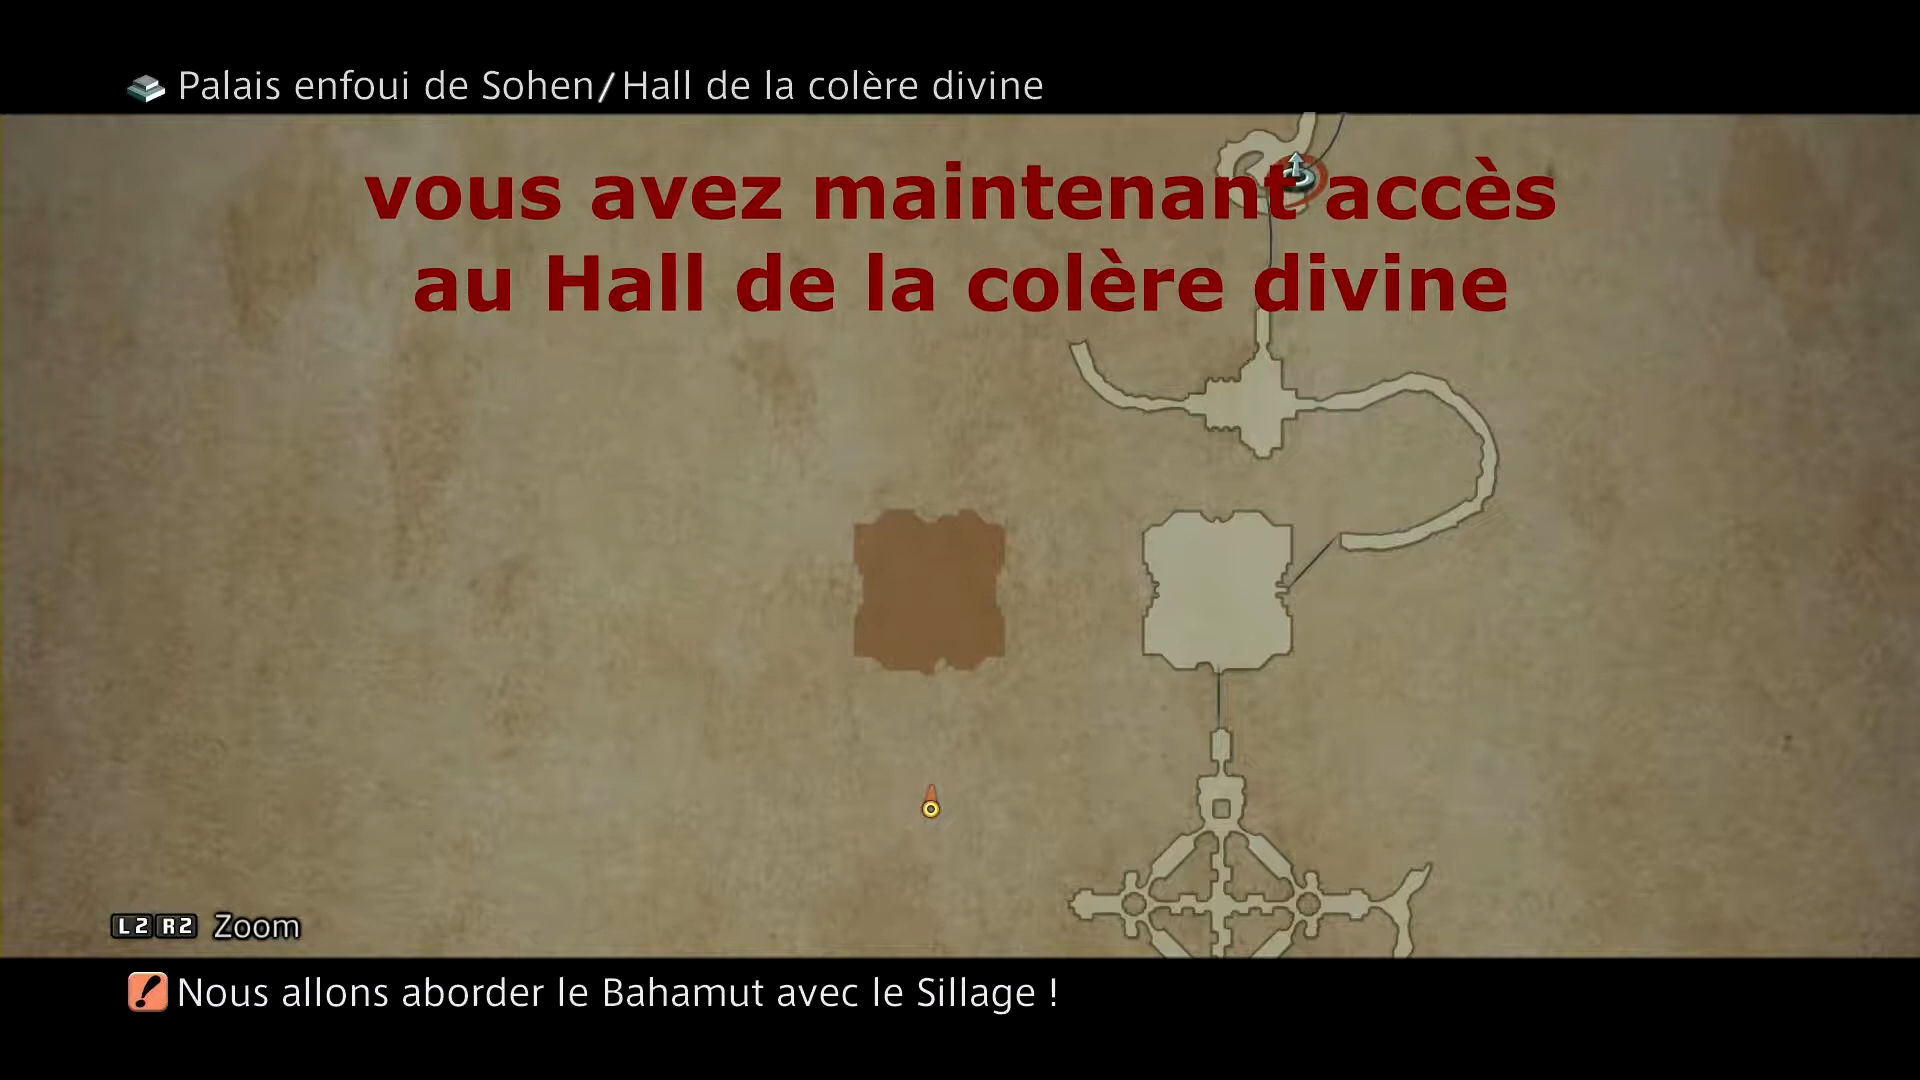 Palais enfoui de Sohen/Hall de la colère divine
vous avez maintenant accès
au Hall de la colère divine
L2 R2 Zoom
Nous allons aborder le Bahamut avec le Sillage !